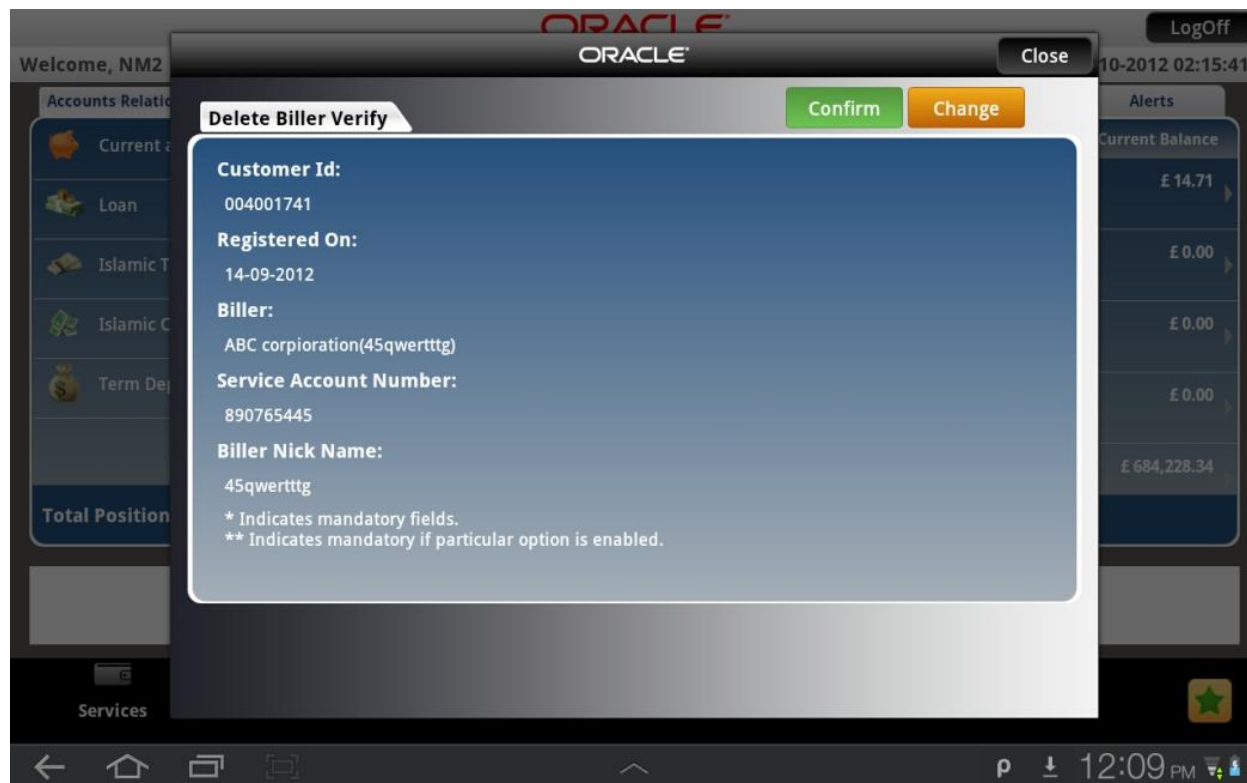 ORACLE
LogOff
ORACLE
Close
Welcome, NM2
10-2012 02:15:41
Accounts
Alerts
Delete Biller Verify
Confirm
Change
Current
Current Balance
Customer Id:
£ 14.71
004001741
Loan
Registered On:
£ 0.00
Islamic T
14-09-2012
Biller:
Islamic C
£ 0.00
ABC corpioration(45qwertttg)
Service Account Number:
Term
£ 0.00
890765445
Biller Nick Name:
£ 684,228.34
45qwertttg
Total Position
* Indicates mandatory fields.
** Indicates mandatory if particular option is enabled.
Services
12:09 PM